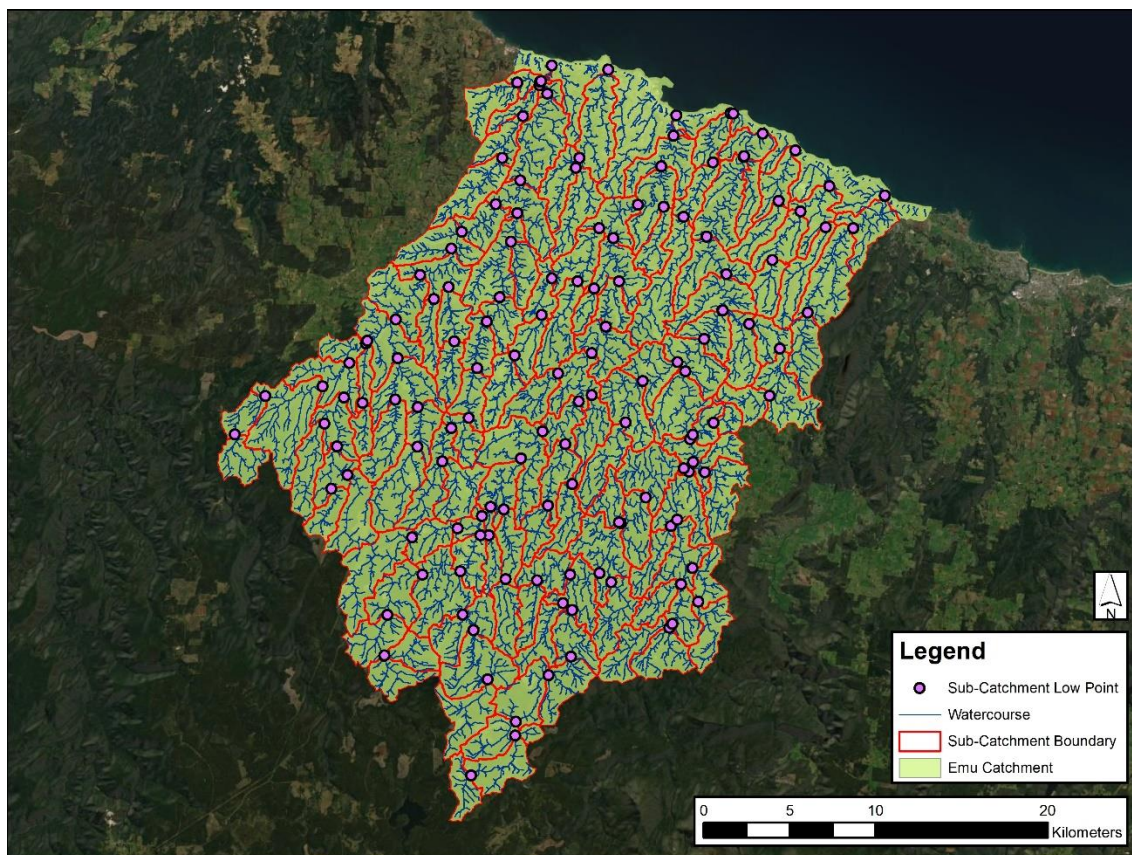 N
Legend
Sub-Catchment Low Point
Watercourse
Sub-Catchment Boundary
Emu Catchment
0 5 10 20
Kilometers